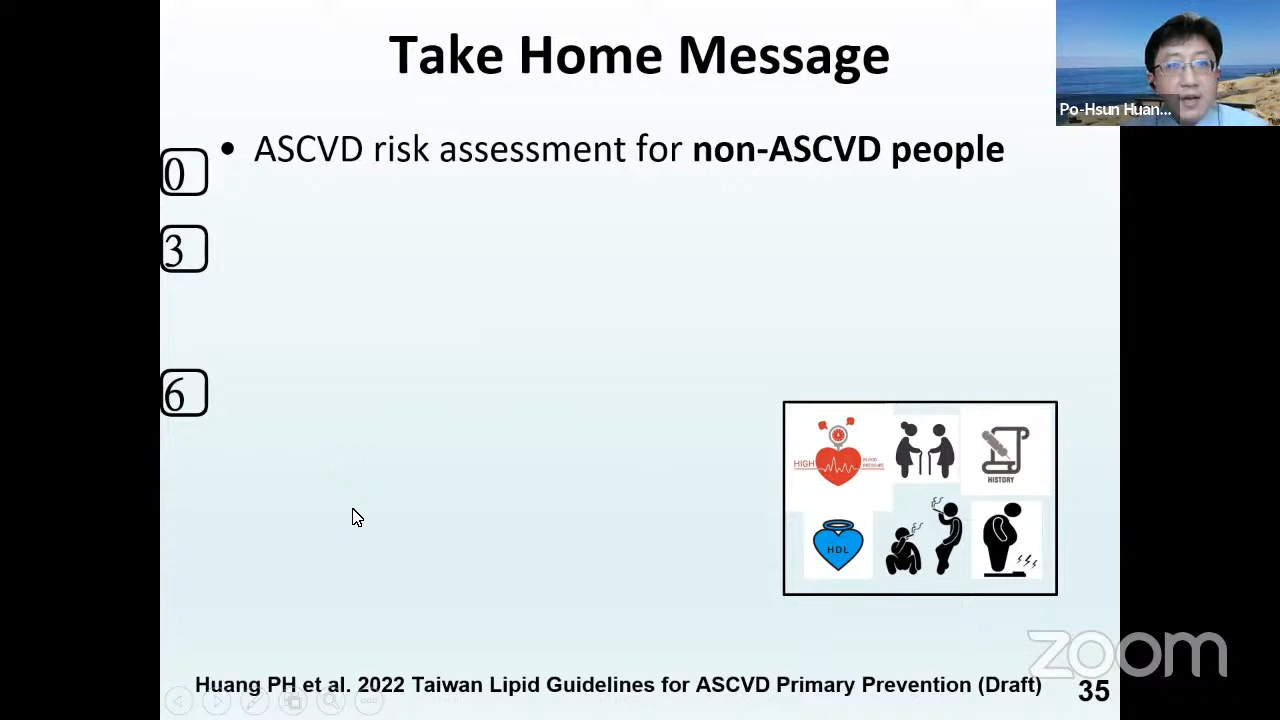 Take Home Message
Po-Hsun Huan...
• ASCVD risk assessment for non-ASCVD people
0
3
6
HIGH
BLOOD
PRESSURE
HISTORY
HDL
zoom
Huang PH et al. 2022 Taiwan Lipid Guidelines for ASCVD Primary Prevention (Draft)
35